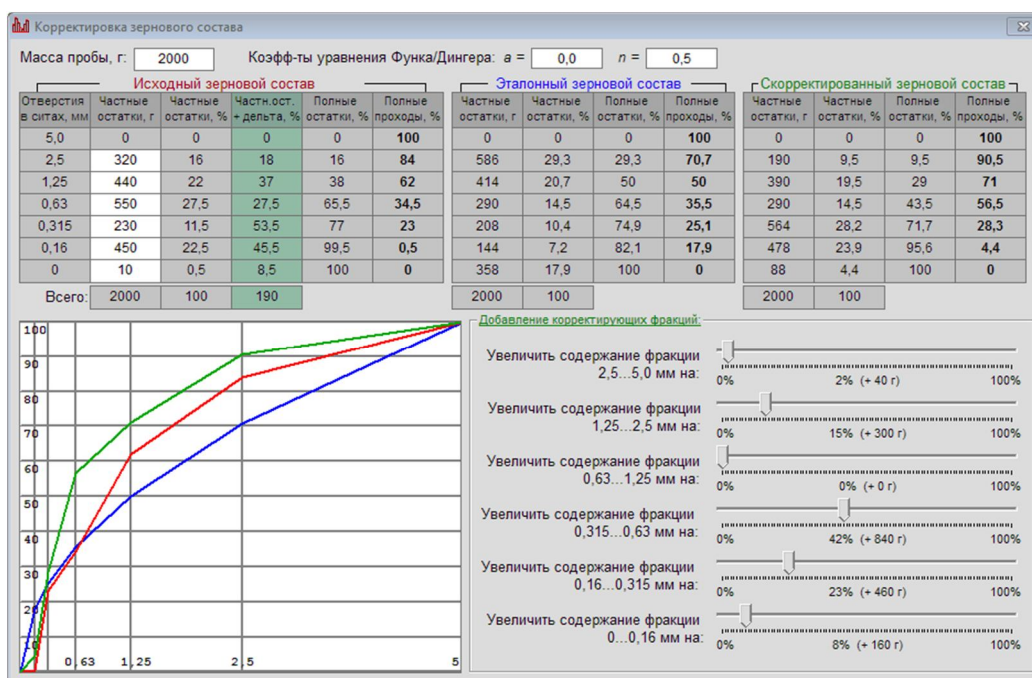 Корректировка зернового состава
Масса пробы, г: 2000 Коэфф-ты уравнения Функа/Дингера: a = 0,0 n = 0,5
Исходный зерновой состав Эталонный зерновой состав Скорректированный зерновой состав
Отверстия Частные Частные Частн.ост. Полные Полные Частные Частные Полные Полные Частные Частные Полные Полные
в ситах, мм остатки, г остатки, % + дельта, % остатки, % проходы, % остатки, г остатки, % остатки, % проходы, % остатки, г остатки, % остатки, % проходы, %
5,0 0 0 0 0 100 0 0 0 100 0 0 0 100
2,5 320 16 18 16 84 586 29,3 29,3 70,7 190 9,5 9,5 90,5
1,25 440 22 37 38 62 414 20,7 50 50 390 19,5 29 71
0,63 550 27,5 27,5 65,5 34,5 290 14,5 64,5 35,5 290 14,5 43,5 56,5
0,315 230 11,5 53,5 77 23 208 10,4 74,9 25,1 564 28,2 71,7 28,3
0,16 450 22,5 45,5 99,5 0,5 144 7,2 82,1 17,9 478 23,9 95,6 4,4
0 10 0,5 8,5 100 0 358 17,9 100 0 88 4,4 100 0
Всего: 2000 100 190 2000 100 2000 100
100
90
80
70
60
50
40
30
20
10
0,63 1,25 2,5 5
Добавление корректирующих фракций:
Увеличить содержание фракции
2,5...5,0 мм на:
0% 2% (+ 40 г) 100%
Увеличить содержание фракции
1,25...2,5 мм на:
0% 15% (+ 300 г) 100%
Увеличить содержание фракции
0,63...1,25 мм на:
0% 0% (+ 0 г) 100%
Увеличить содержание фракции
0,315...0,63 мм на:
0% 42% (+ 840 г) 100%
Увеличить содержание фракции
0,16...0,315 мм на:
0% 23% (+ 460 г) 100%
Увеличить содержание фракции
0...0,16 мм на:
0% 8% (+ 160 г) 100%